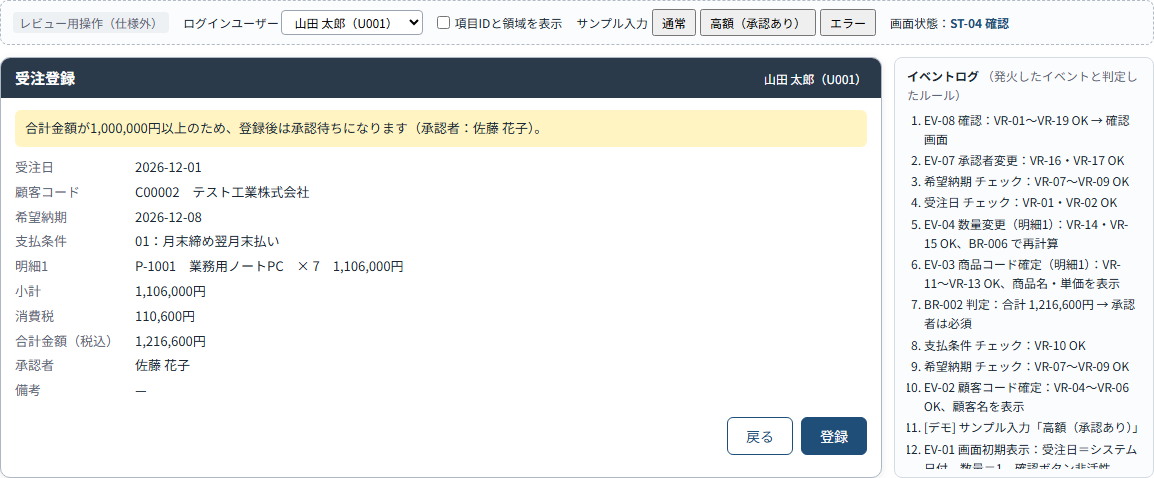 レビュー用操作（仕様外） ログインユーザー 山田 太郎（U001） 項目IDと領域を表示 サンプル入力 通常 高額（承認あり） エラー 画面状態：ST-04 確認
受注登録 山田 太郎（U001）
合計金額が1,000,000円以上のため、登録後は承認待ちになります（承認者：佐藤 花子）。
受注日 2026-12-01
顧客コード C00002　テスト工業株式会社
希望納期 2026-12-08
支払条件 01：月末締め翌月末払い
明細1 P-1001　業務用ノートPC　× 7　1,106,000円
小計 1,106,000円
消費税 110,600円
合計金額（税込） 1,216,600円
承認者 佐藤 花子
備考 —
戻る 登録
イベントログ （発火したイベントと判定し
たルール）
1. EV-08 確認：VR-01～VR-19 OK → 確認
画面
2. EV-07 承認者変更：VR-16・VR-17 OK
3. 希望納期 チェック：VR-07～VR-09 OK
4. 受注日 チェック：VR-01・VR-02 OK
5. EV-04 数量変更（明細1）：VR-14・VR-
15 OK、BR-006 で再計算
6. EV-03 商品コード確定（明細1）：VR-
11～VR-13 OK、商品名・単価を表示
7. BR-002 判定：合計 1,216,600円 → 承認
者は必須
8. 支払条件 チェック：VR-10 OK
9. 希望納期 チェック：VR-07～VR-09 OK
10. EV-02 顧客コード確定：VR-04～VR-06
OK、顧客名を表示
11. [デモ] サンプル入力「高額（承認あり）」
12. EV-01 画面初期表示：受注日＝システム
日付、数量＝1、確認ボタン非活性